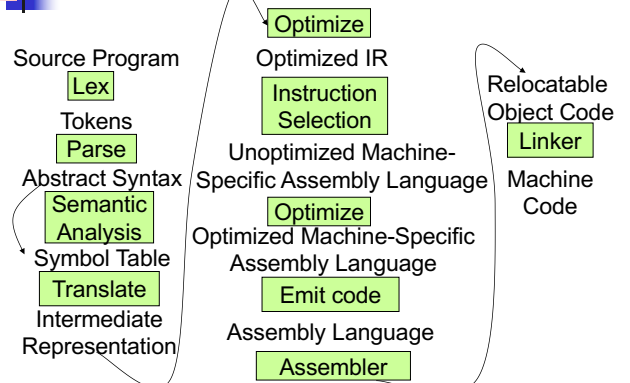 Source Program
Lex
Tokens
Parse
Abstract Syntax
Semantic
Analysis
Symbol Table
Translate
Intermediate
Representation
Optimize
Optimized IR
Instruction
Selection
Unoptimized Machine-
Specific Assembly Language
Optimize
Optimized Machine-Specific
Assembly Language
Emit code
Assembly Language
Assembler
Relocatable
Object Code
Linker
Machine
Code